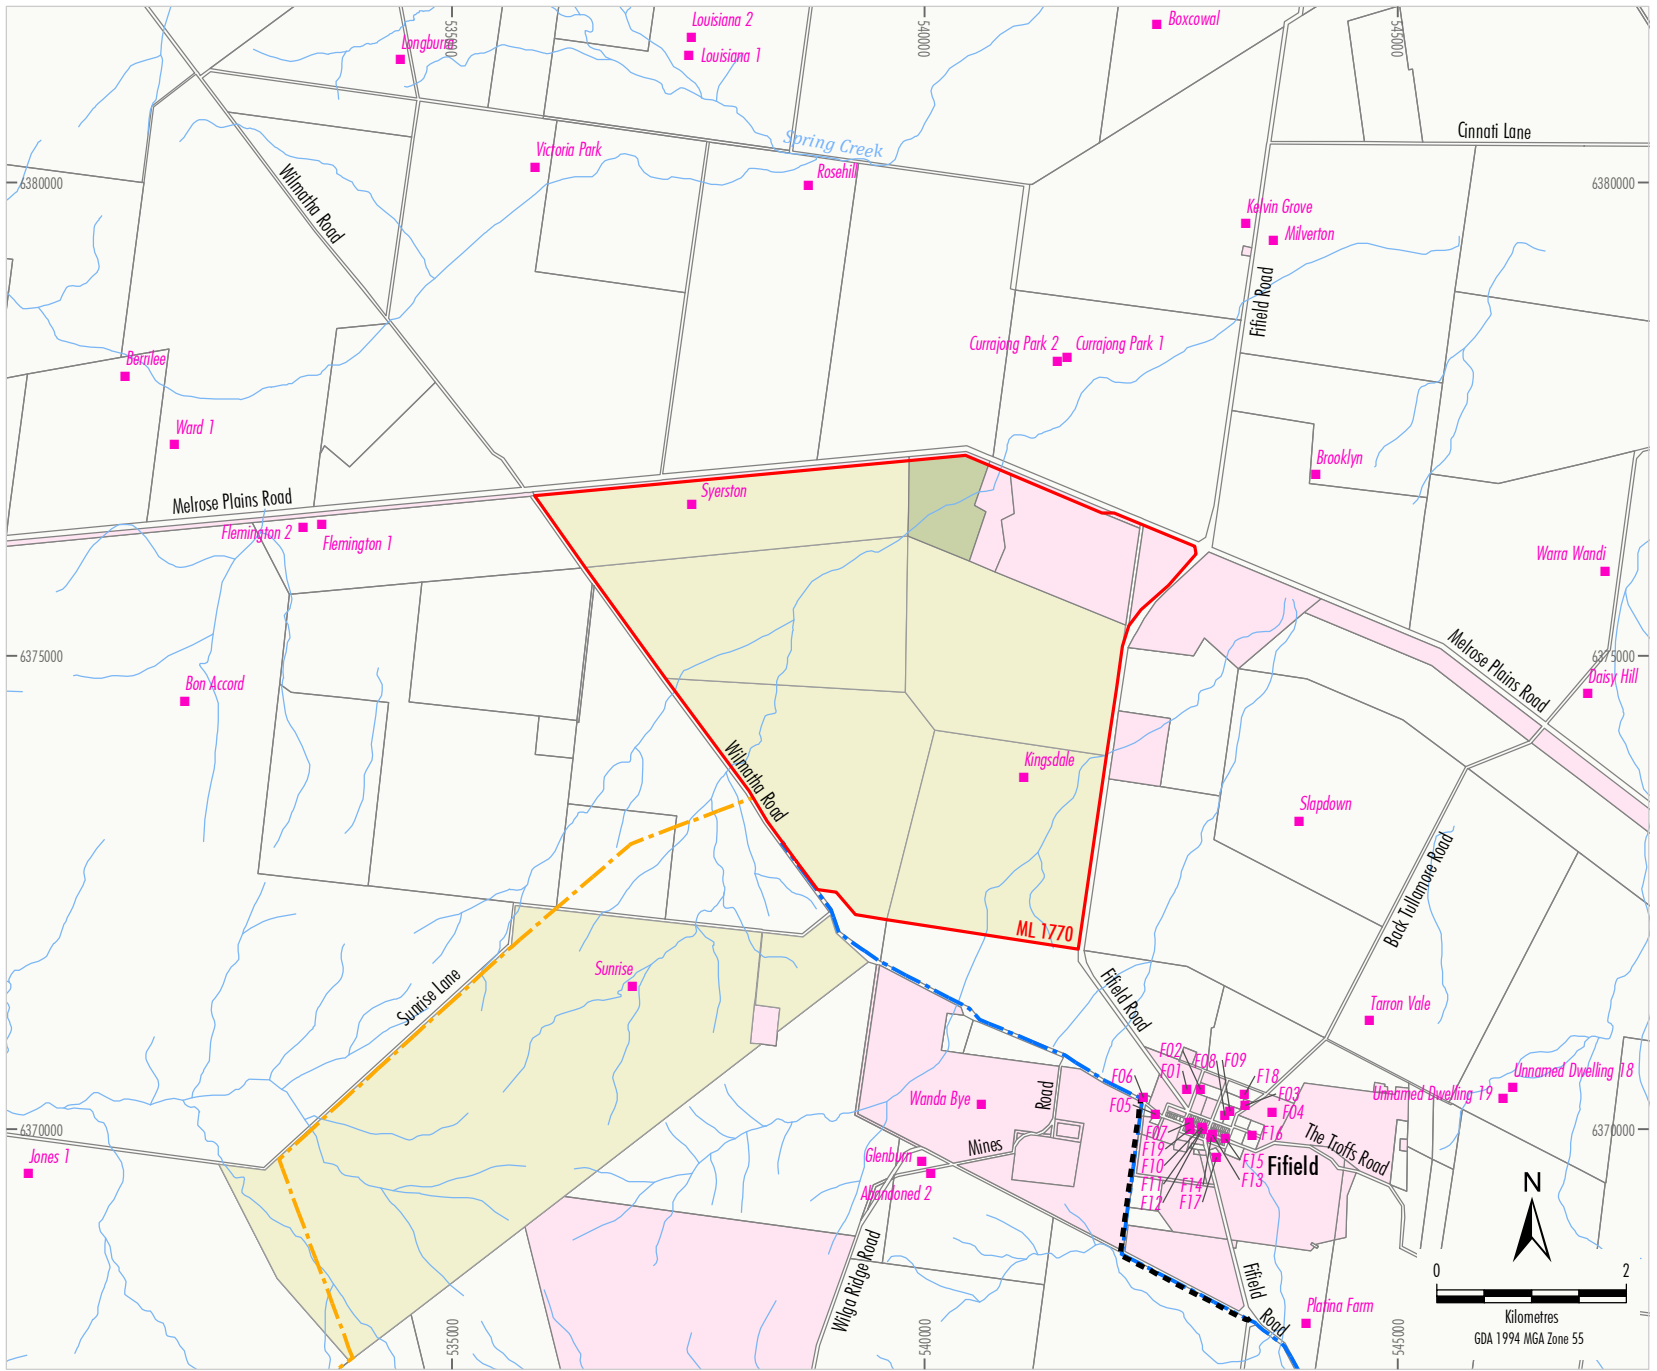 Louisiana 2
Louisiana 1
Longburn
Boxcowal
535000
540000
545000
Cinnati Lane
Spring Creek
Victoria Park
Rosehill
6380000
6380000
Wilmatha Road
Kelvin Grove
Milverton
Fifield Road
Currajong Park 2
Currajong Park 1
Berrilee
Ward 1
Brooklyn
Melrose Plains Road
Syerston
Flemington 2
Flemington 1
Warra Wandi
6375000
6375000
Melrose Plains Road
Daisy Hill
Bon Accord
Wilmatha Road
Kingsdale
Slapdown
Back Tullamore Road
ML 1770
Sunrise
Sunrise Lane
Fifield Road
Tarron Vale
F02
F08
F09
F01
F06
F18
F05
F03
F04
Unnamed Dwelling 18
Unnamed Dwelling 19
Wanda Bye
Road
6370000
6370000
F07
F16
F19
The Troffs Road
Mines
Jones 1
Glenburn
F10
F15
Fifield
F11
F14
F13
Abandoned 2
F12
F17
N
Wilga Ridge Road
Fifield
Road
Platina Farm
0
2
Kilometres
GDA 1994 MGA Zone 55
535000
540000
545000